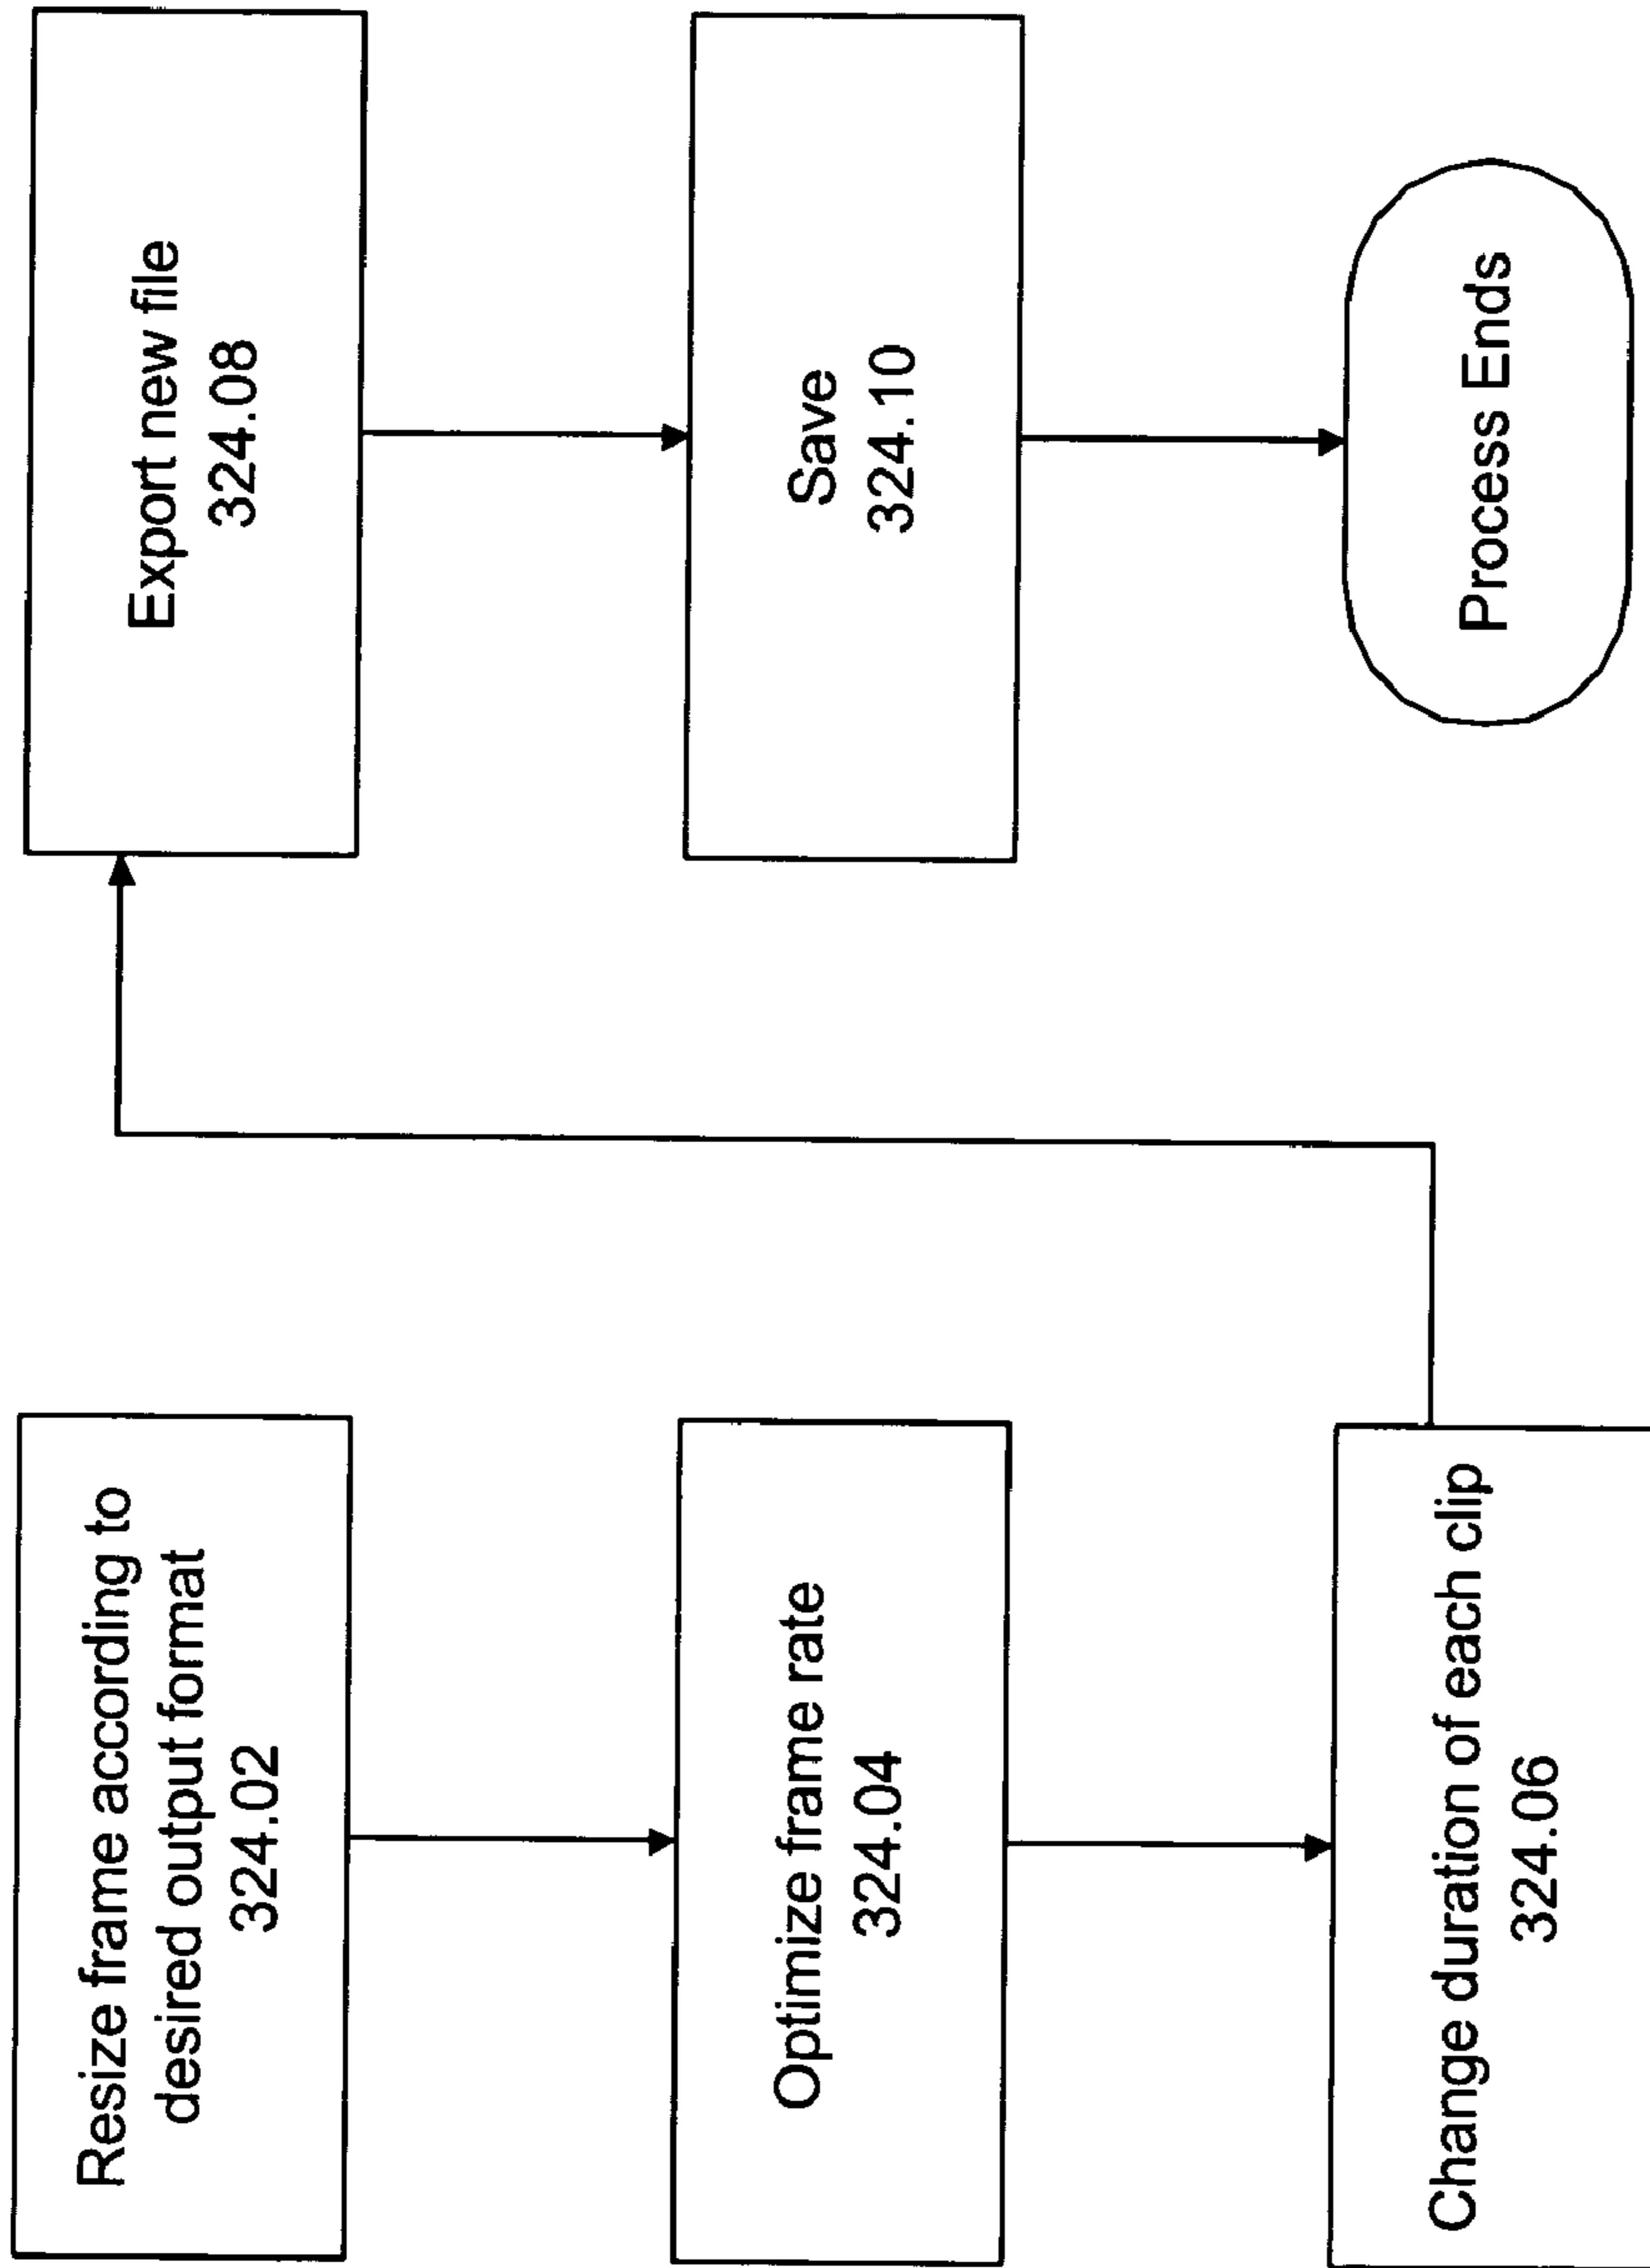 Resize frame according to
desired output format
324.02
Optimize frame rate
324.04
Change duration of each clip
324.06
Export new file
324.08
Save
324.10
Process Ends